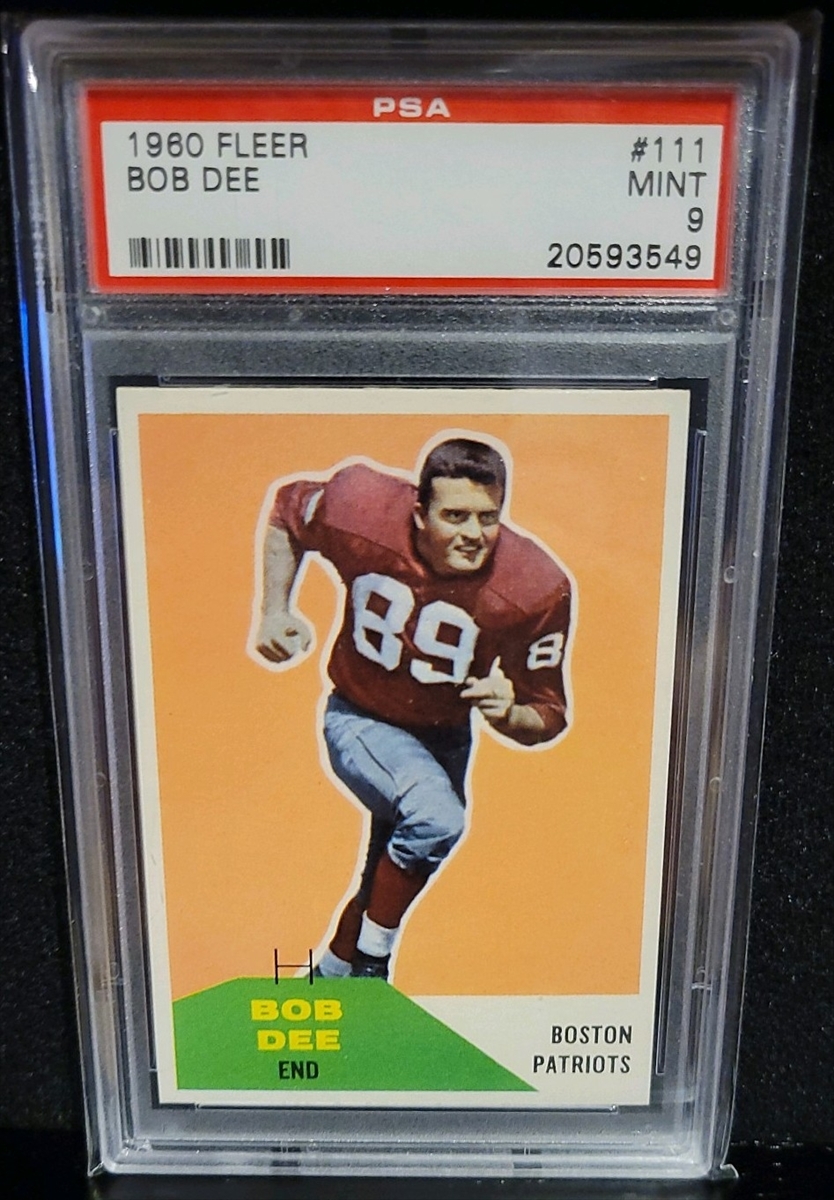 PSA
1960 FLEER #111
BOB DEE MINT
9
20593549
89
8
BOB
DEE
END
BOSTON
PATRIOTS